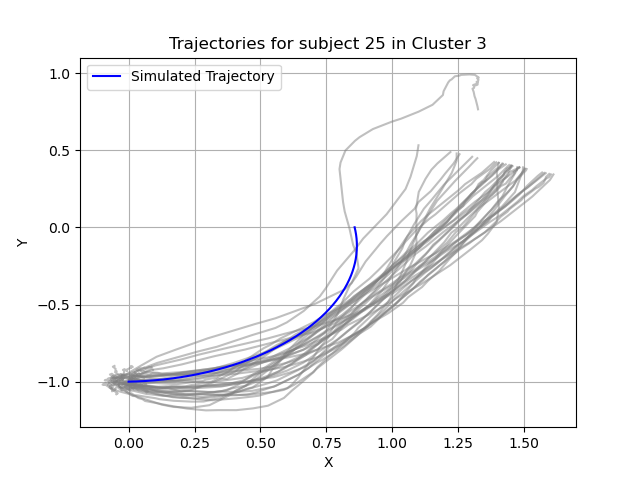 Trajectories for subject 25 in Cluster 3
Simulated Trajectory
1.0
0.5
0.0
−0.5
−1.0
Y
0.00 0.25 0.50 0.75 1.00 1.25 1.50
X